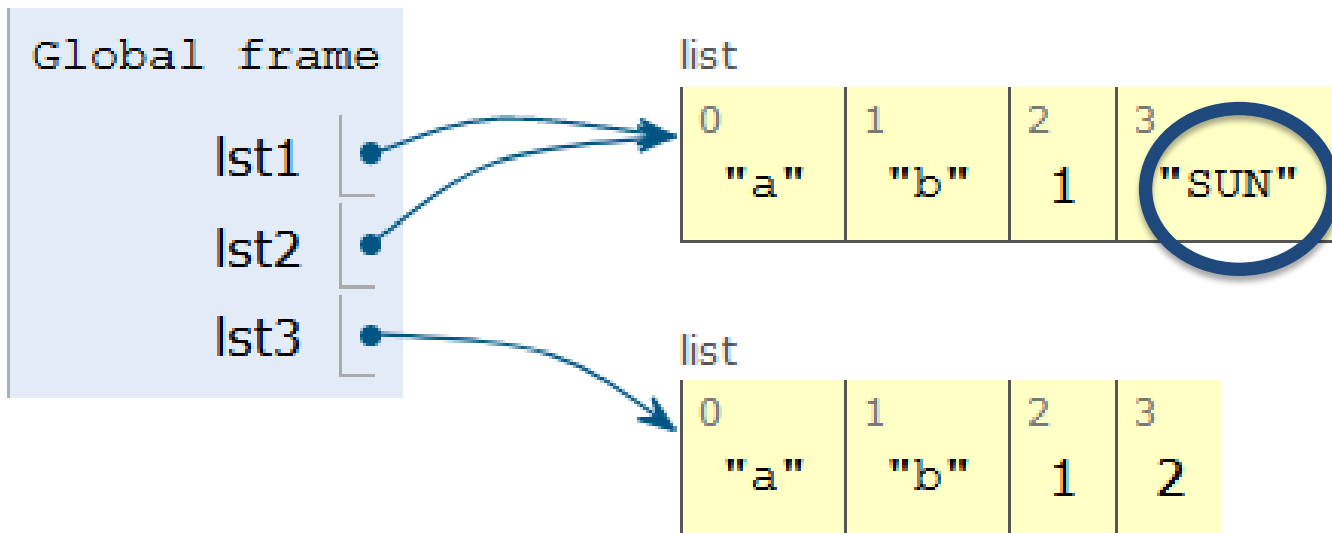 Global frame
lst1
lst2
lst3
list
0 1 2 3
"a" "b" 1 "SUN"
list
0 1 2 3
"a" "b" 1 2